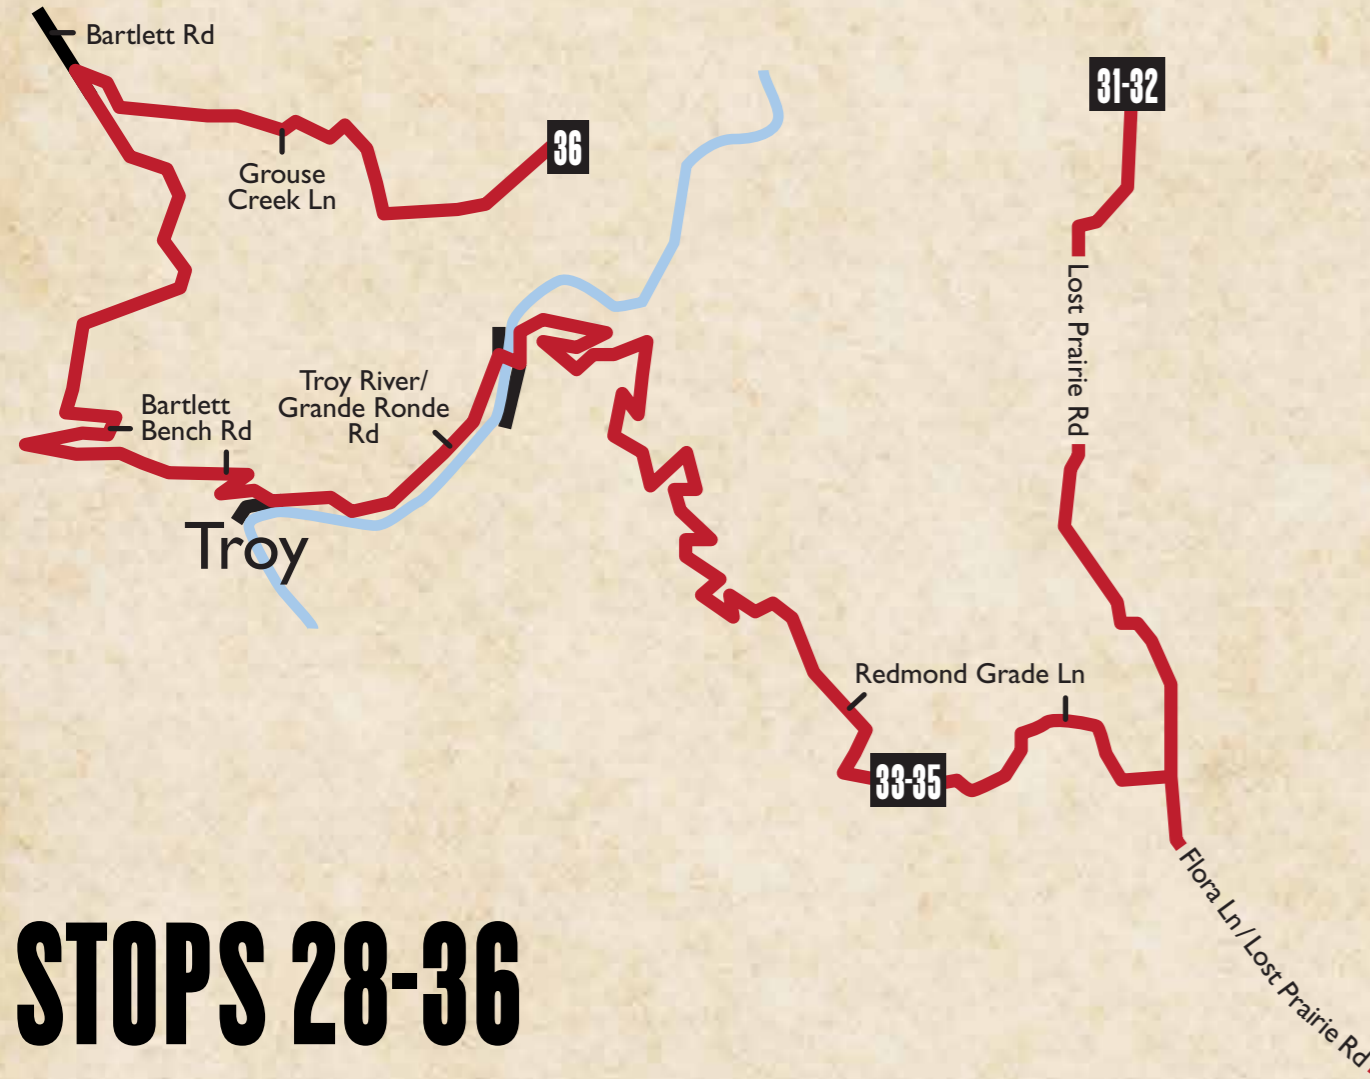 Bartlett Rd
31-32
36
Grouse
Creek Ln
Lost Prairie Rd
Troy River/
Grande Ronde
Rd
Bartlett
Bench Rd
Troy
Redmond Grade Ln
33-35
Flora Ln/Lost Prairie Rd
STOPS 28-36